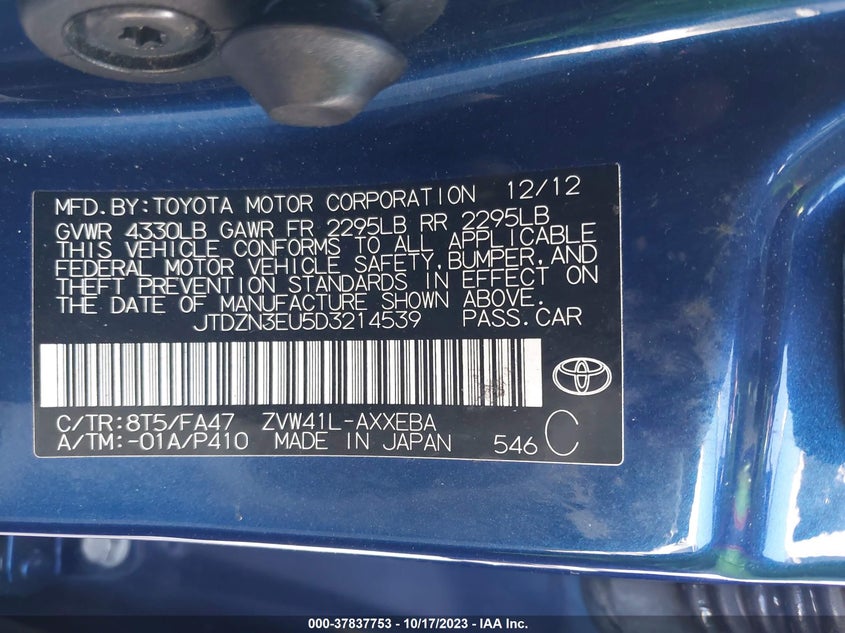 MFD.BY:TOYOTA MOTOR CORPORATION 12/12
GVWR 4330LB GAWR FR 2295LB RR 2295LB
THIS VEHICLE CONFORMS TO ALL APPLICABLE
FEDERAL MOTOR VEHICLE SAFETY,BUMPER,AND
THEFT PREVENTION STANDARDS IN EFFECT ON
THE DATE OF MANUFACTURE SHOWN ABOVE.
JTDZN3EU5D3214539 PASS.CAR
C/TR:8T5/FA47 ZVW41L-AXXEBA
A/TM:-01A/P410 MADE IN JAPAN 546 C
000-37837753 - 10/17/2023 - IAA Inc.